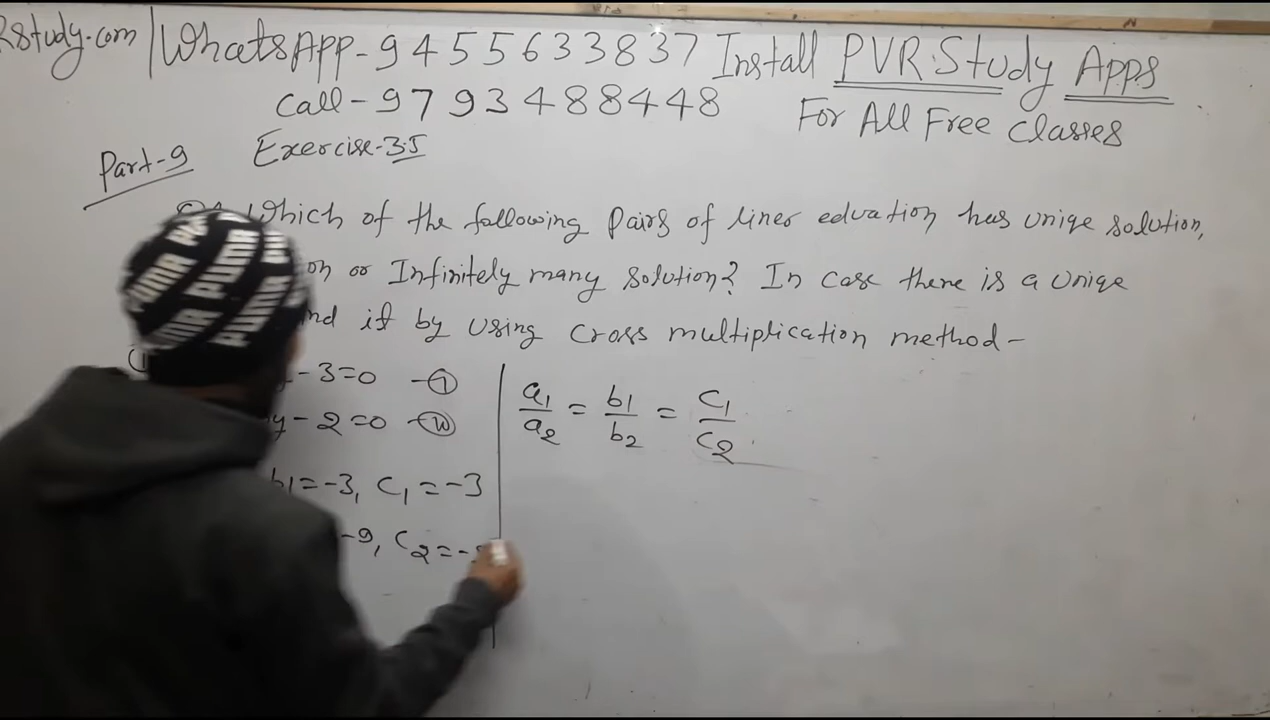 RStudy.com | WhatsApp-9455633837 Install PVR Study Apps
Call-9793488448 For All Free Classes
Part-9 Exercise-3.5
Which of the following Pairs of liner eduation has uniqe solution,
on or Infinitely many solution? In case there is a uniqe
nd it by using cross multiplication method-
-3=0 -①
y-2=0 -②
b1=-3, C1=-3
-9, C2=-
a1/a2 = b1/b2 = C1/C2